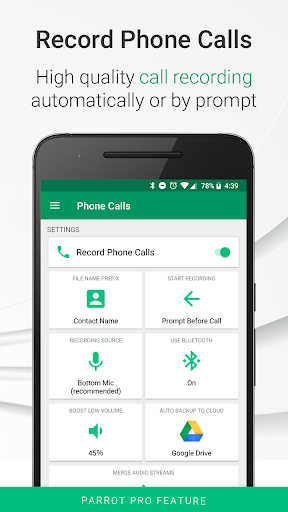 Record Phone Calls
High quality call recording
automatically or by prompt
78% 4:39
Phone Calls
SETTINGS
Record Phone Calls
FILE NAME PREFIX
Contact Name
START RECORDING
Prompt Before Call
RECORDING SOURCE
Bottom Mic
(recommended)
USE BLUETOOTH
On
BOOST LOW VOLUME
45%
AUTO BACKUP TO CLOUD
Google Drive
MERGE AUDIO STREAMS
PARROT PRO FEATURE